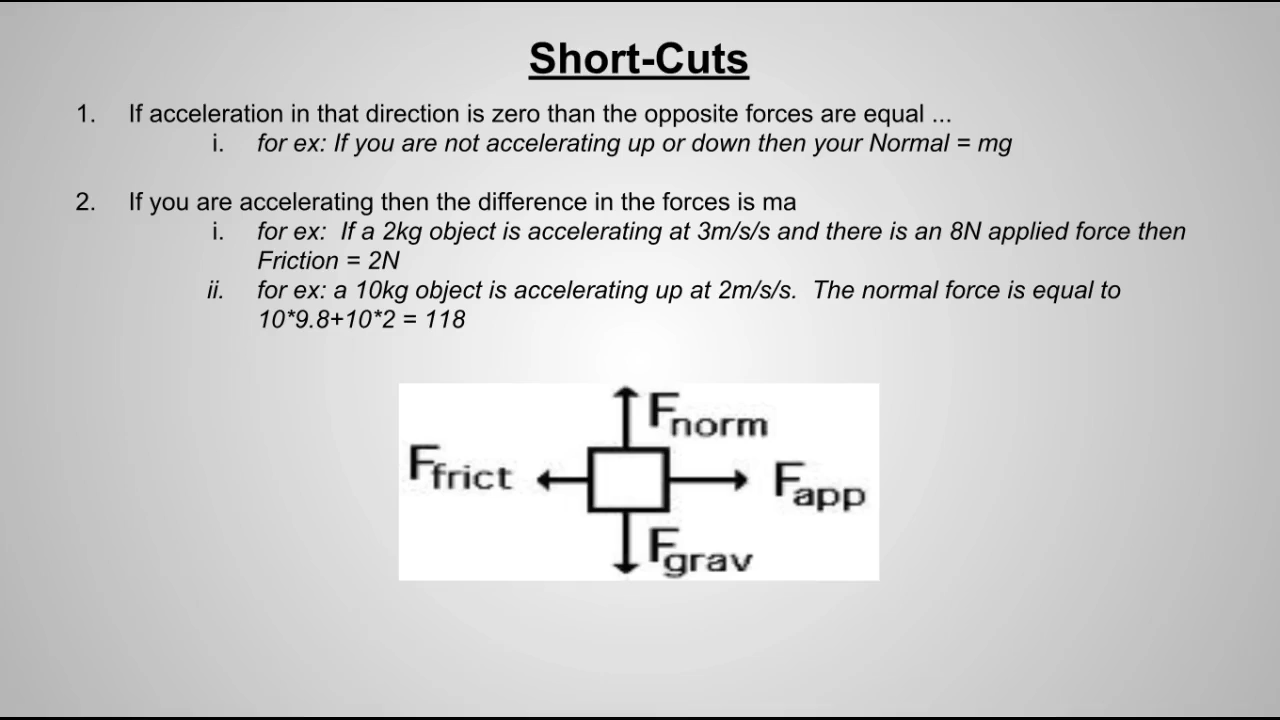 Short-Cuts
1. If acceleration in that direction is zero than the opposite forces are equal ...
i. for ex: If you are not accelerating up or down then your Normal = mg
2. If you are accelerating then the difference in the forces is ma
i. for ex:  If a 2kg object is accelerating at 3m/s/s and there is an 8N applied force then
Friction = 2N
ii. for ex: a 10kg object is accelerating up at 2m/s/s.  The normal force is equal to
10*9.8+10*2 = 118
Fnorm
Ffrict
Fapp
Fgrav